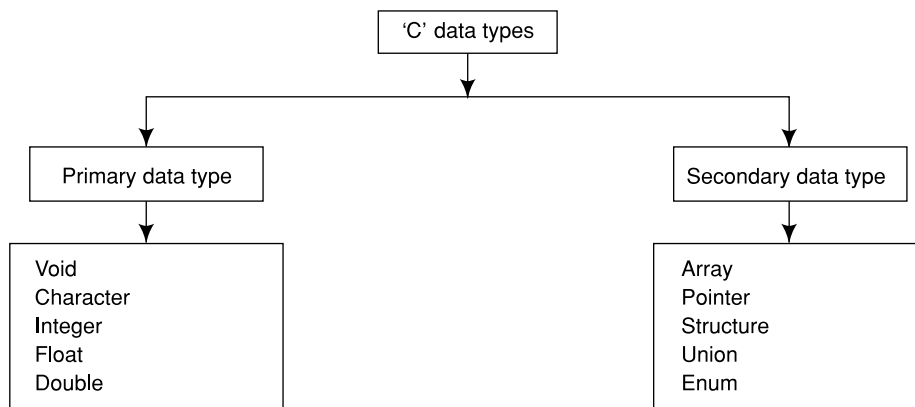 ‘C’ data types
Primary data type
Secondary data type
Void
Character
Integer
Float
Double
Array
Pointer
Structure
Union
Enum